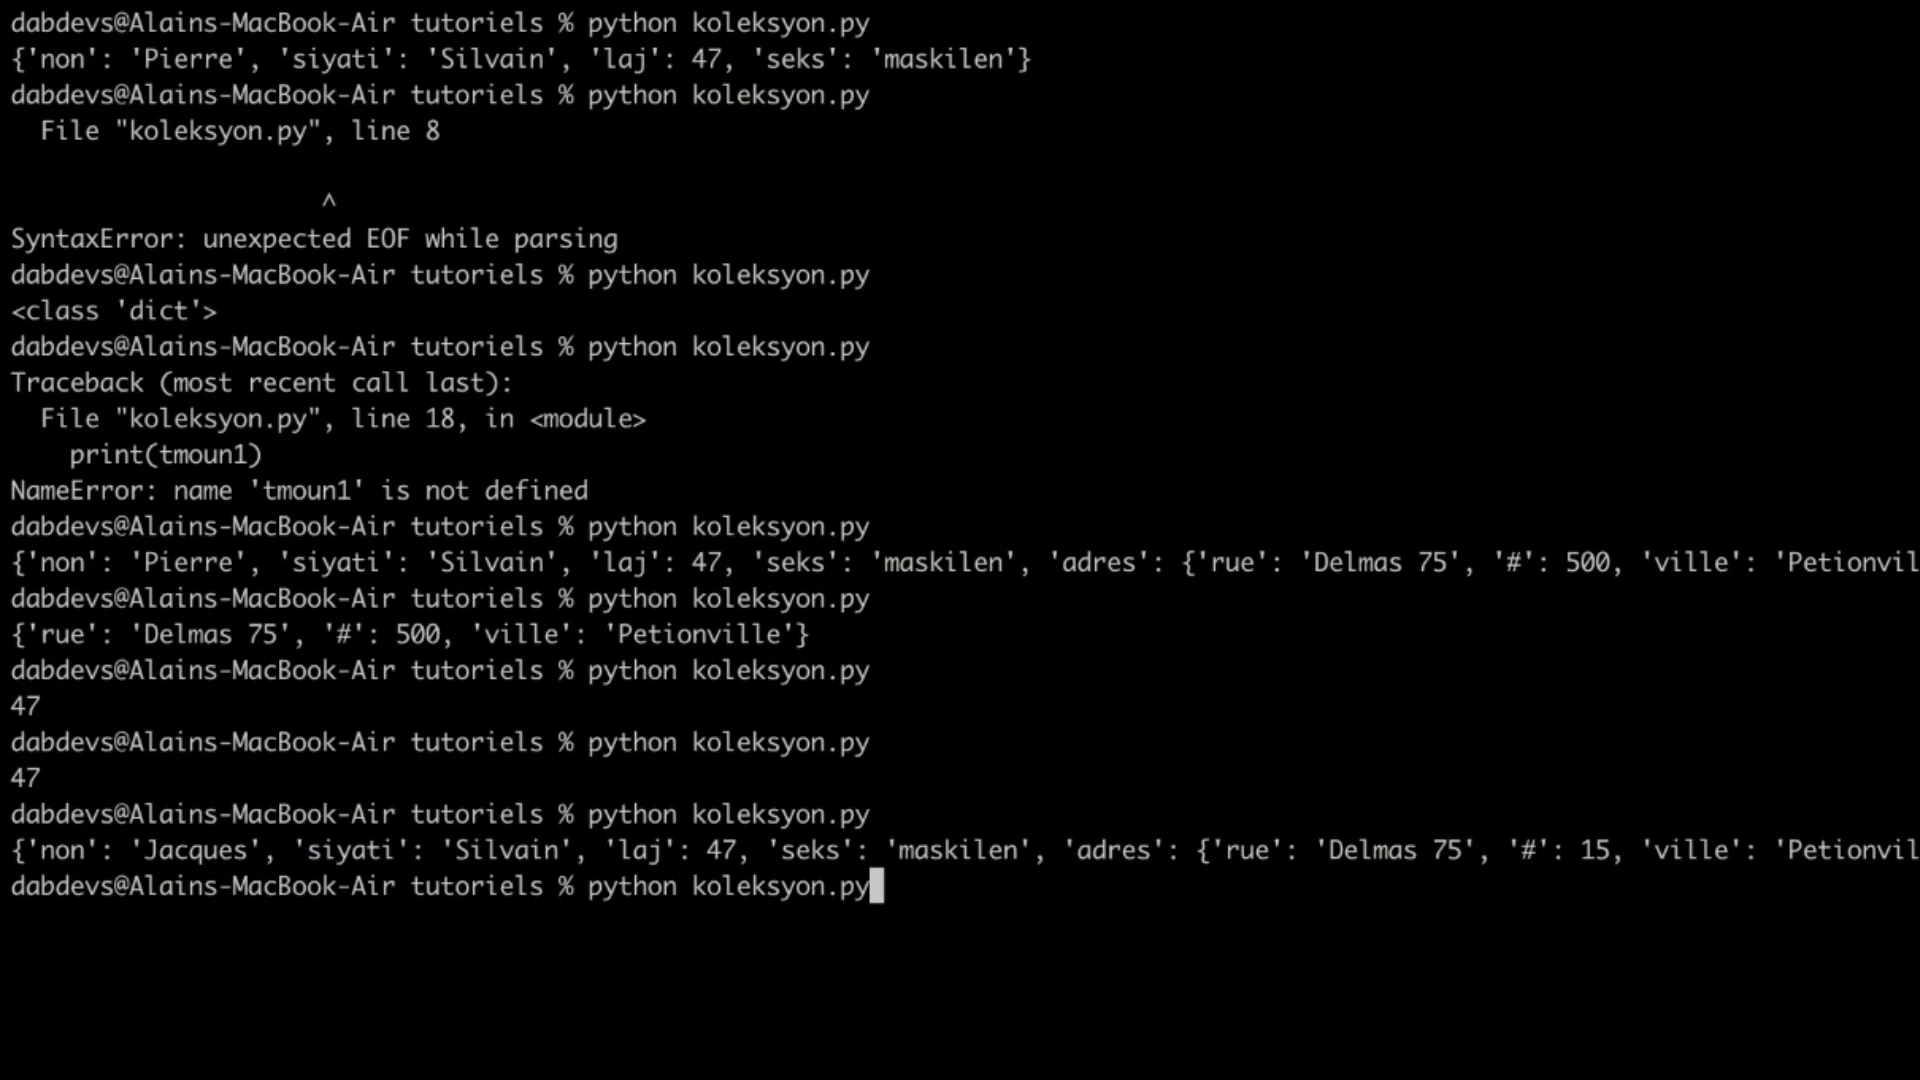 dabdevs@Alains-MacBook-Air tutoriels % python koleksyon.py
{'non': 'Pierre', 'siyati': 'Silvain', 'laj': 47, 'seks': 'maskilen'}
dabdevs@Alains-MacBook-Air tutoriels % python koleksyon.py
  File "koleksyon.py", line 8
                     ^
SyntaxError: unexpected EOF while parsing
dabdevs@Alains-MacBook-Air tutoriels % python koleksyon.py
<class 'dict'>
dabdevs@Alains-MacBook-Air tutoriels % python koleksyon.py
Traceback (most recent call last):
  File "koleksyon.py", line 18, in <module>
    print(tmoun1)
NameError: name 'tmoun1' is not defined
dabdevs@Alains-MacBook-Air tutoriels % python koleksyon.py
{'non': 'Pierre', 'siyati': 'Silvain', 'laj': 47, 'seks': 'maskilen', 'adres': {'rue': 'Delmas 75', '#': 500, 'ville': 'Petionvil
dabdevs@Alains-MacBook-Air tutoriels % python koleksyon.py
{'rue': 'Delmas 75', '#': 500, 'ville': 'Petionville'}
dabdevs@Alains-MacBook-Air tutoriels % python koleksyon.py
47
dabdevs@Alains-MacBook-Air tutoriels % python koleksyon.py
47
dabdevs@Alains-MacBook-Air tutoriels % python koleksyon.py
{'non': 'Jacques', 'siyati': 'Silvain', 'laj': 47, 'seks': 'maskilen', 'adres': {'rue': 'Delmas 75', '#': 15, 'ville': 'Petionvil
dabdevs@Alains-MacBook-Air tutoriels % python koleksyon.py